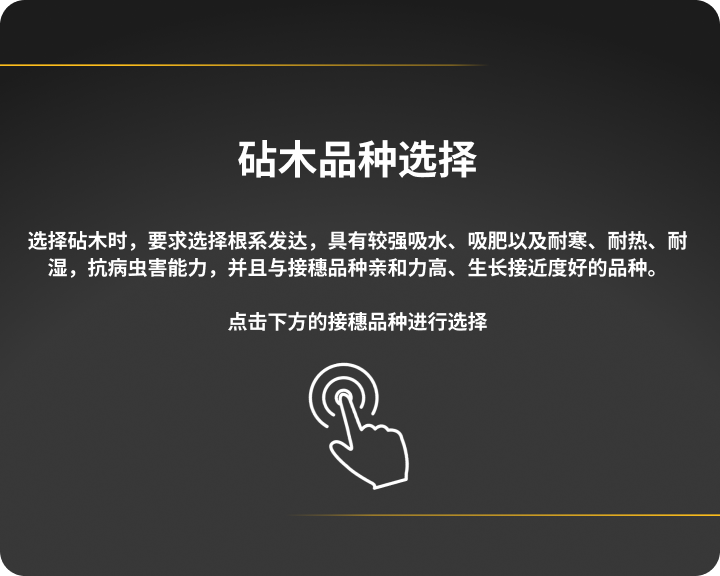 砧木品种选择
选择砧木时，要求选择根系发达，具有较强吸水、吸肥以及耐寒、耐热、耐
湿，抗病虫害能力，并且与接穗品种亲和力高、生长接近度好的品种。
点击下方的接穗品种进行选择